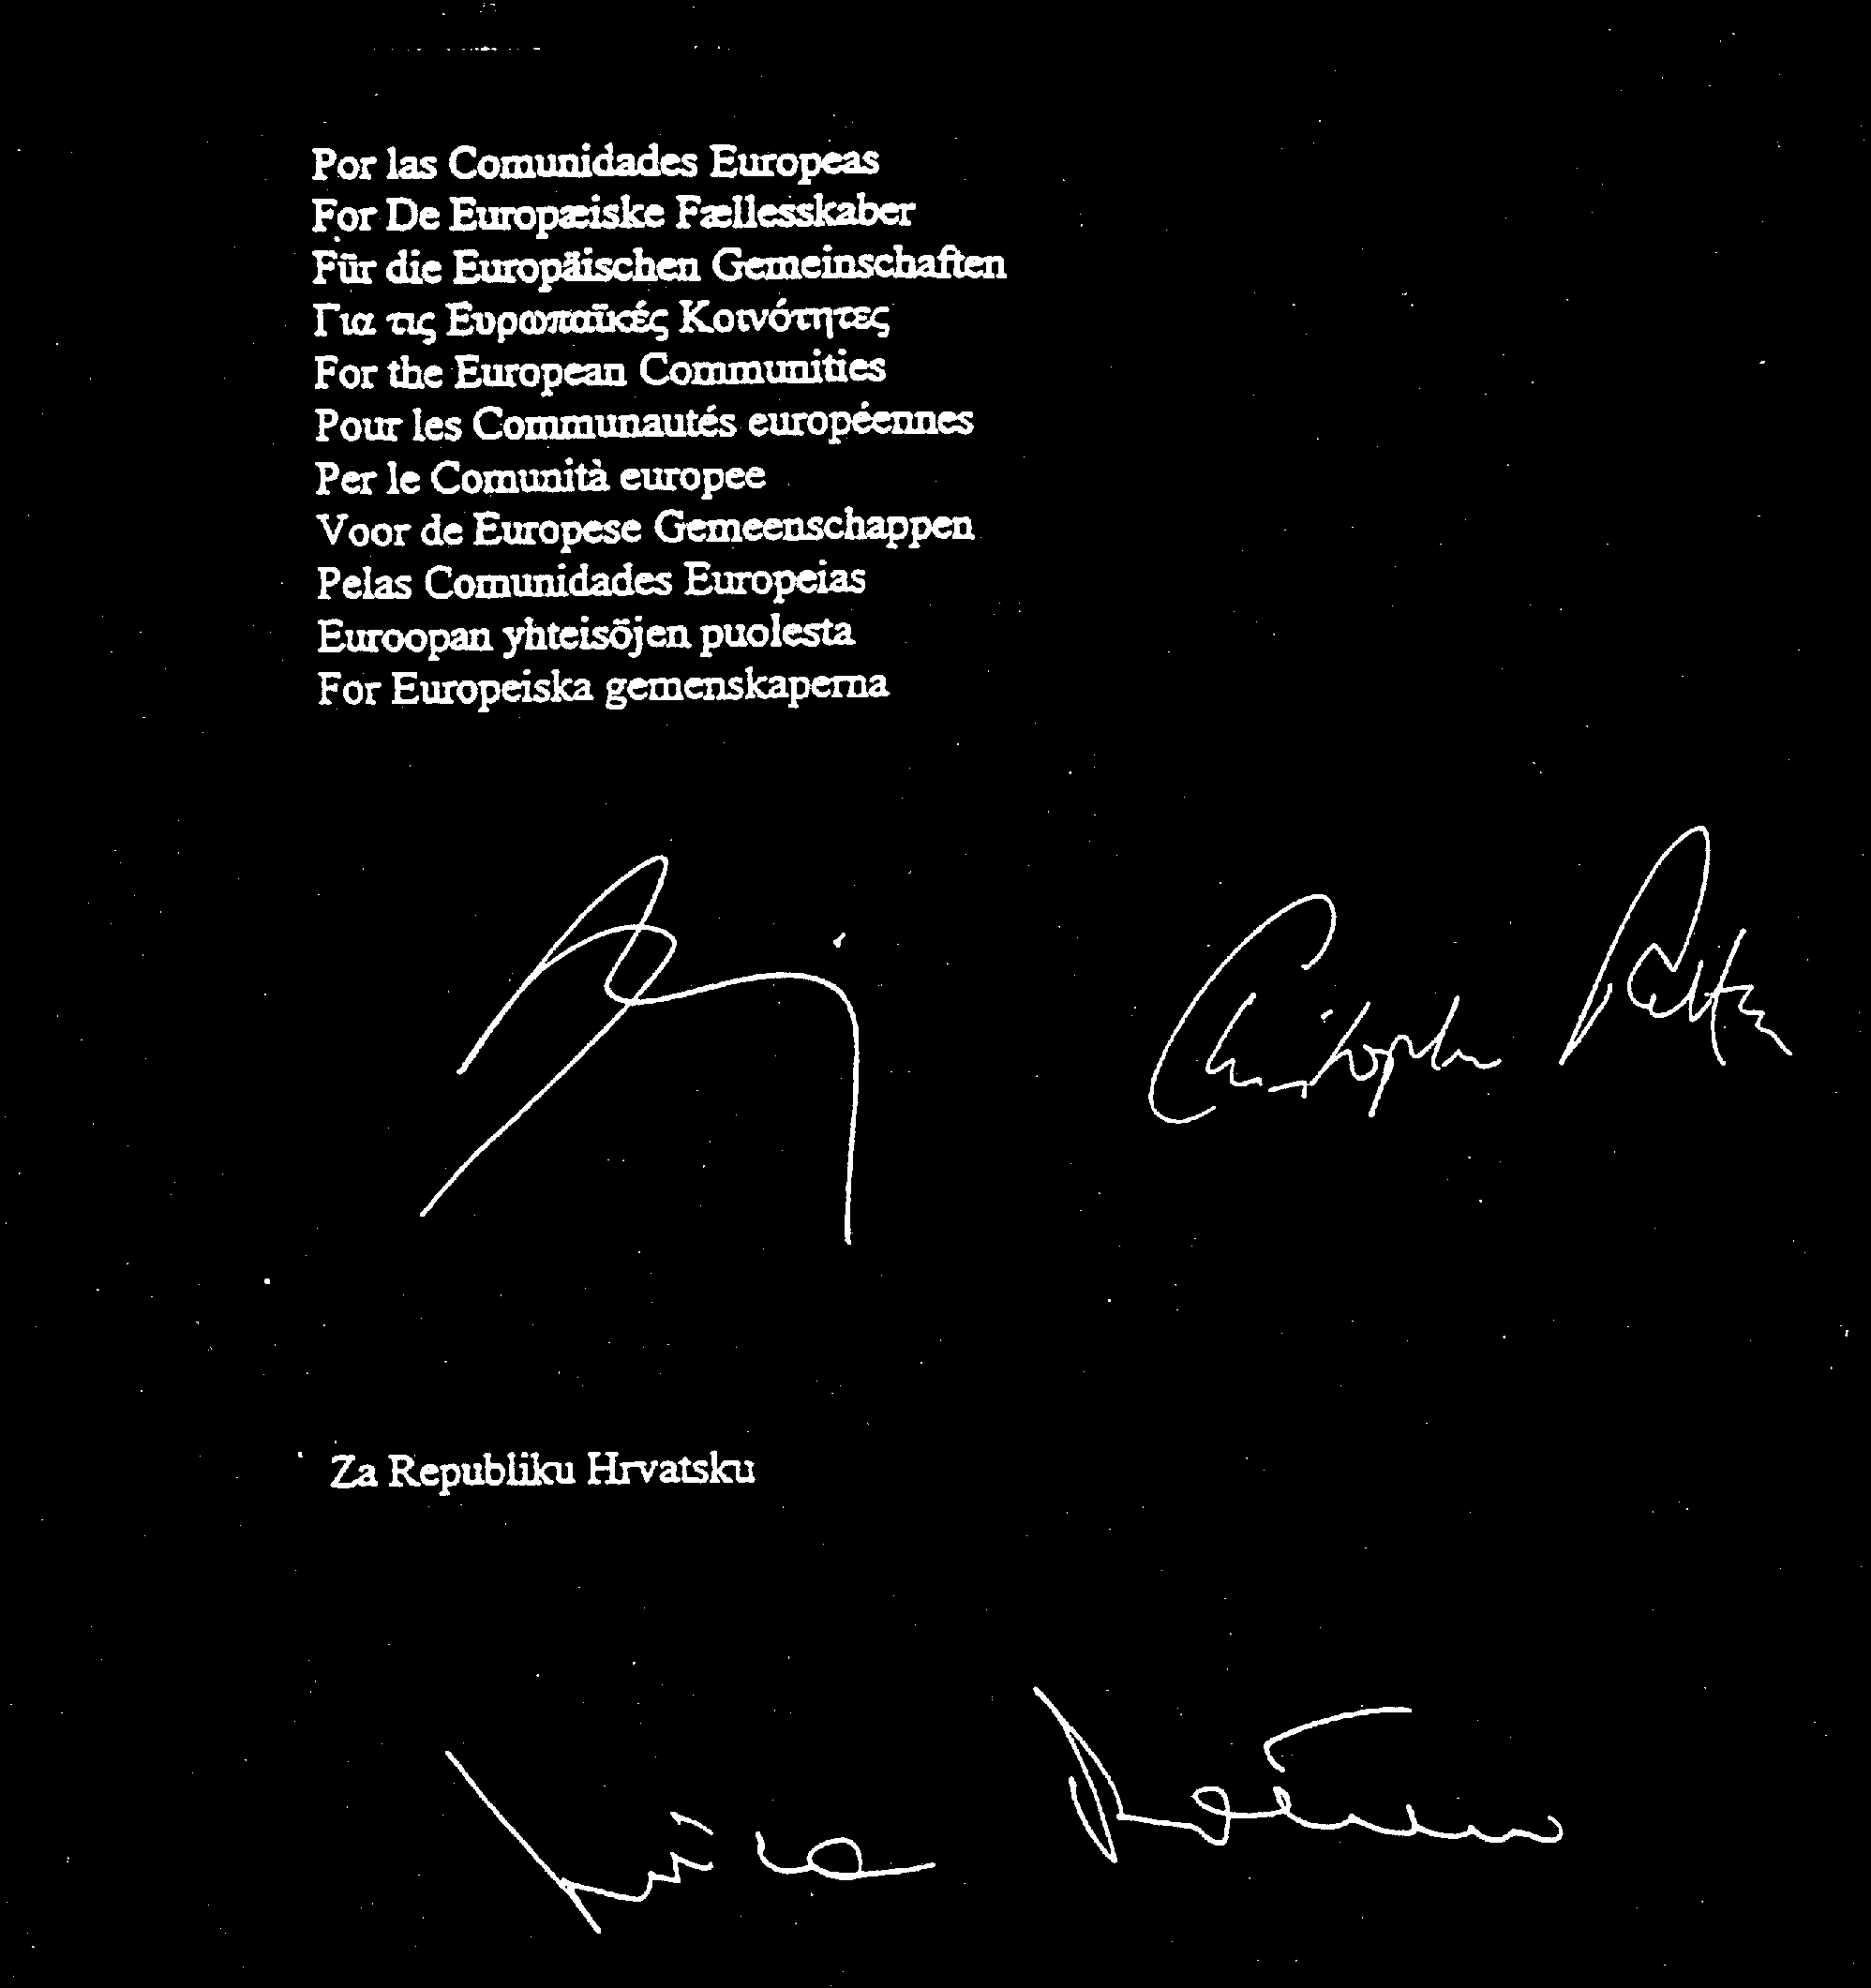 Por las Comunidades Europeas
For De Europæiske Fællesskaber
Für die Europäischen Gemeinschaften
Για τις Ευρωπαϊκές Κοινότητες
For the European Communities
Pour les Communautés européennes
Per le Comunità europee
Voor de Europese Gemeenschappen
Pelas Comunidades Europeias
Euroopan yhteisöjen puolesta
För Europeiska gemenskaperna
Christopher Patten
Za Republiku Hrvatsku